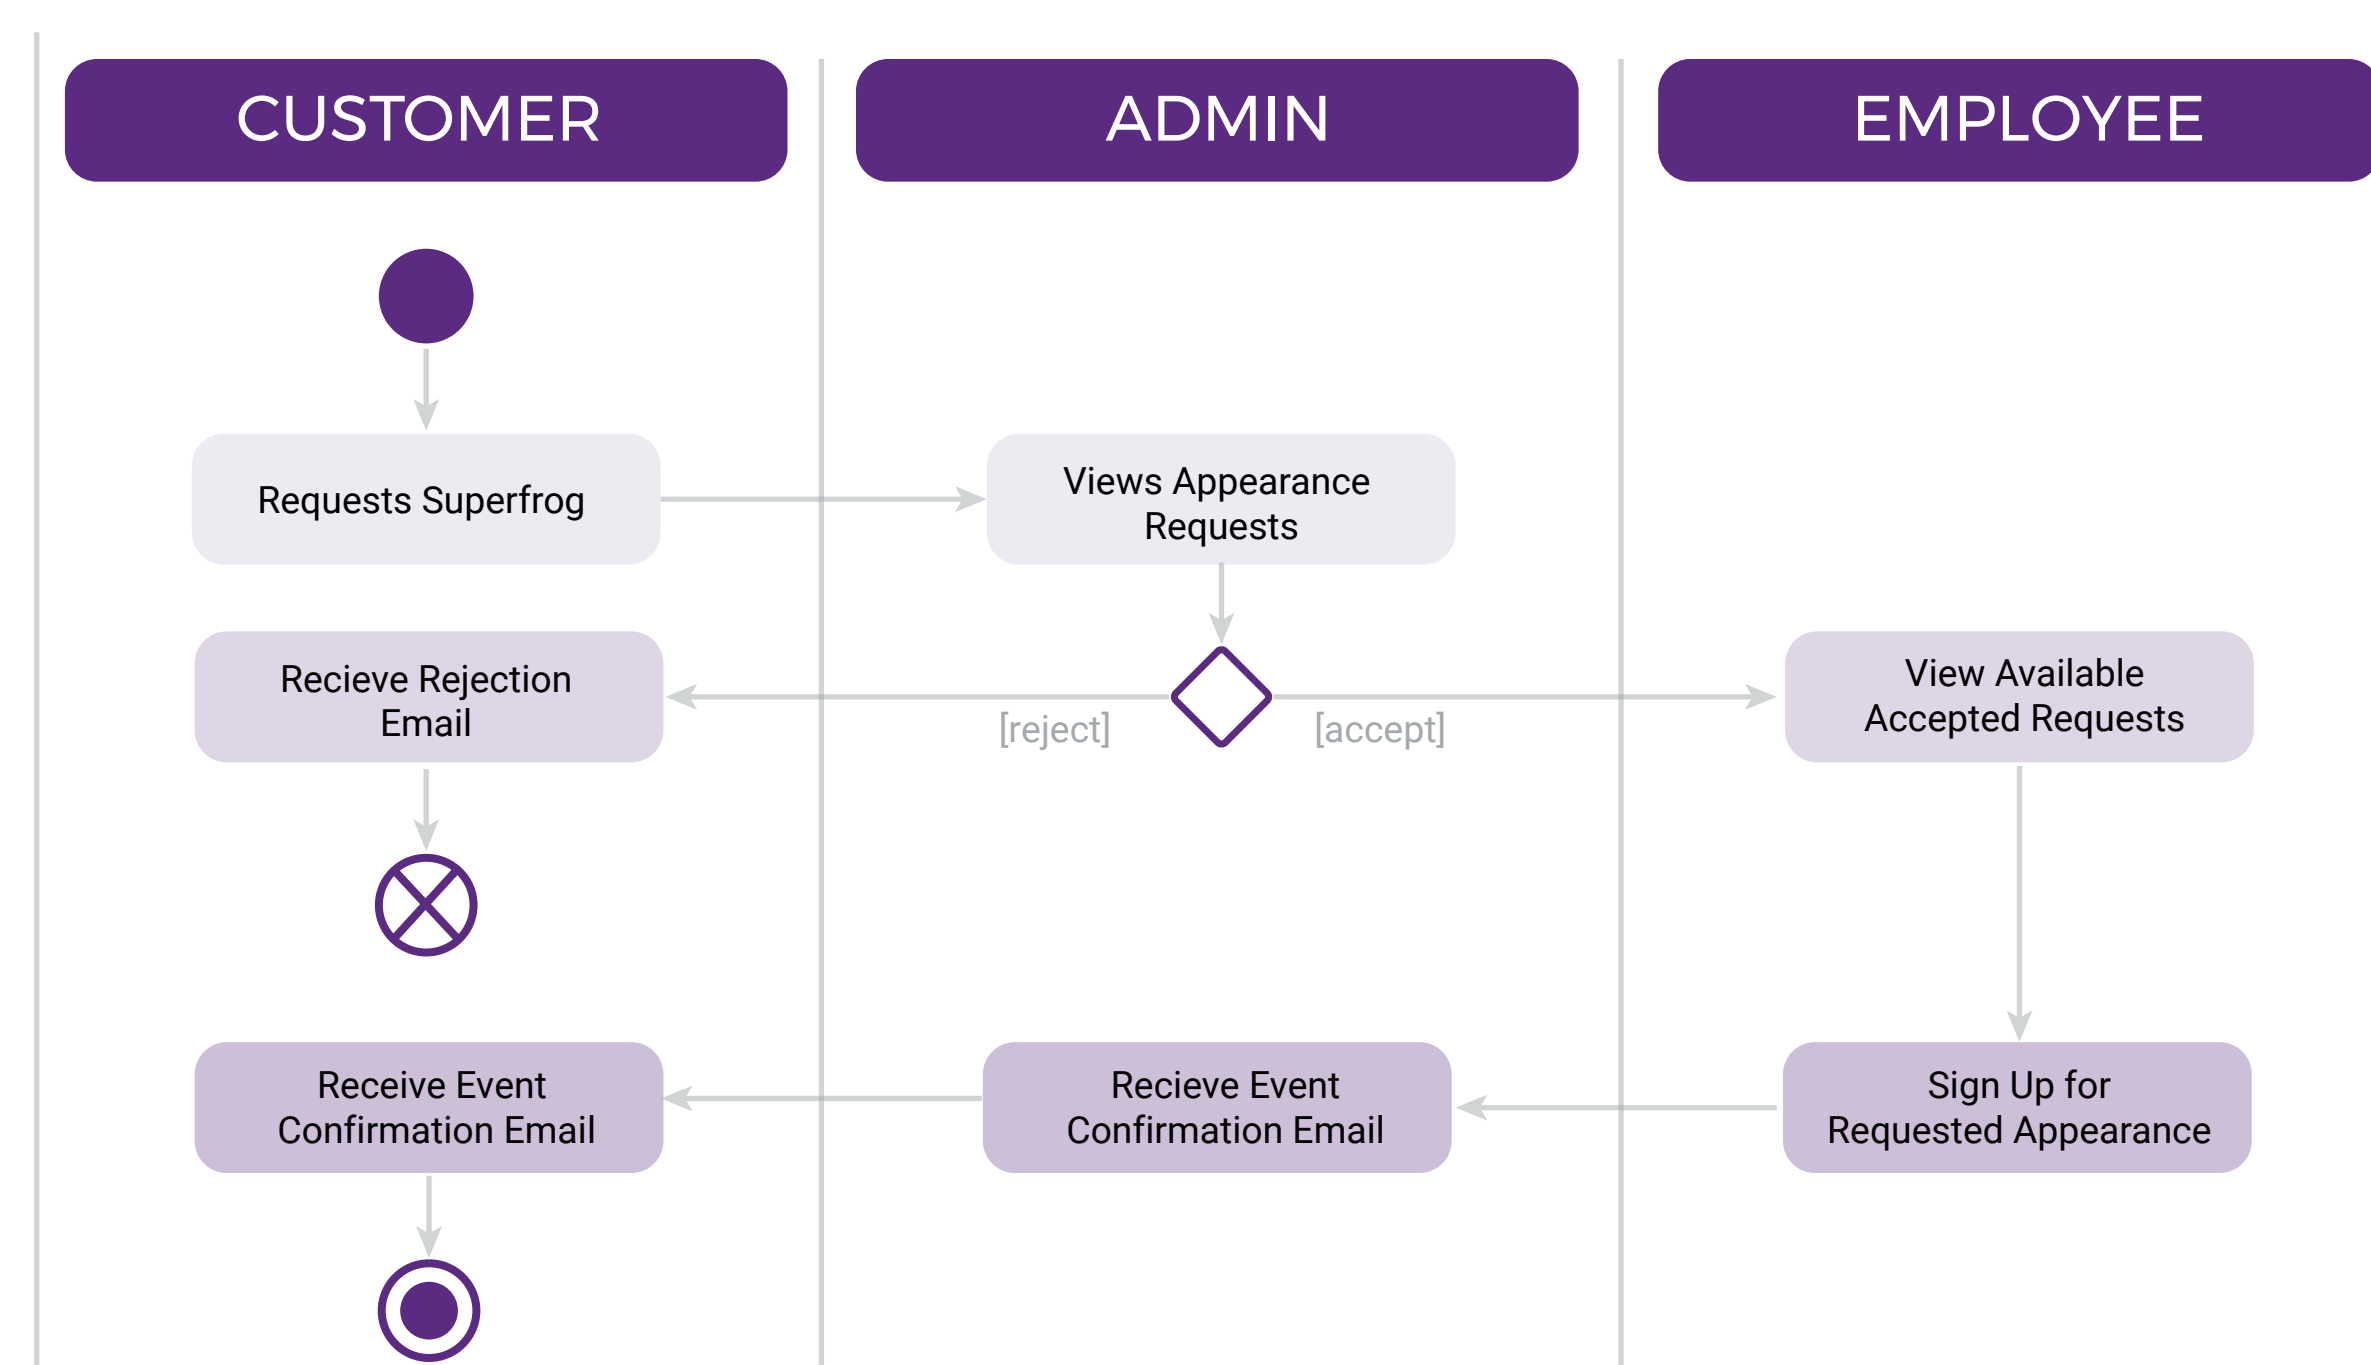 CUSTOMER
ADMIN
EMPLOYEE
Requests Superfrog
Views Appearance
Requests
Recieve Rejection
Email
[reject]
[accept]
View Available
Accepted Requests
Receive Event
Confirmation Email
Recieve Event
Confirmation Email
Sign Up for
Requested Appearance